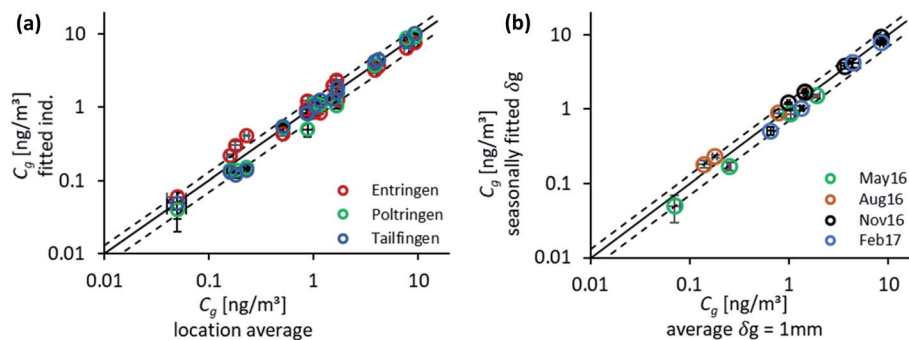 (a)
C_g [ng/m³]
fitted ind.
10
1
0.1
0.01
0.01 0.1 1 10
C_g [ng/m³]
location average
Entringen
Poltringen
Tailfingen
(b)
C_g [ng/m³]
seasonally fitted δg
10
1
0.1
0.01
0.01 0.1 1 10
C_g [ng/m³]
average δg = 1mm
May16
Aug16
Nov16
Feb17